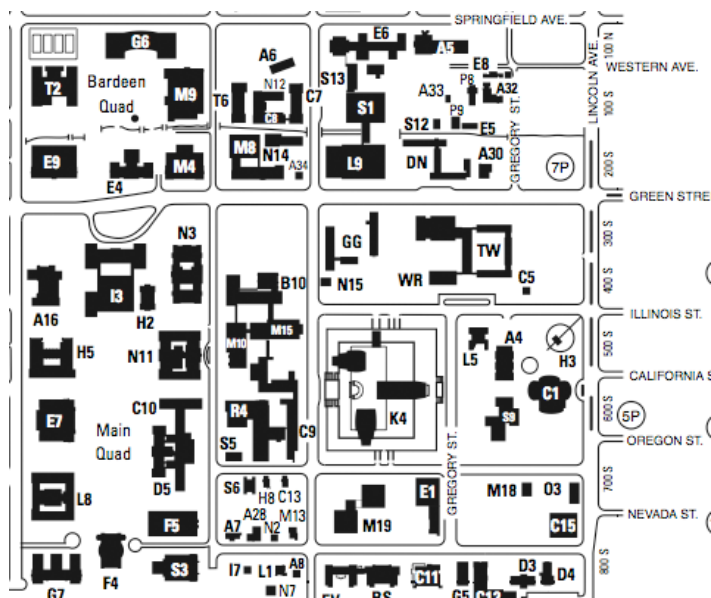 SPRINGFIELD AVE.
G6
E6
A5
100 N
LINCOLN AVE.
A6
E8
WESTERN AVE.
T2
Bardeen
Quad
M9
N12
S13
P8
A33
A32
T6
C8
C7
S1
P9
100 S
S12
E5
GREGORY ST.
M8
N14
E9
M4
L9
DN
A30
7P
200 S
E4
A34
GREEN STRE
N3
GG
TW
300 S
I3
B10
WR
N15
C5
400 S
A16
H2
ILLINOIS ST.
M10
M15
L5
A4
H5
N11
H3
500 S
CALIFORNIA S
C10
C1
E7
Main
Quad
R4
K4
S9
600 S
5P
C9
S5
GREGORY ST.
OREGON ST.
D5
L8
S6
H8
C13
E1
M18
O3
700 S
A28
M13
NEVADA ST.
F5
A7
N2
M19
C15
F4
S3
I7
L1
A8
C11
D3
D4
800 S
G7
N7
G5
C12